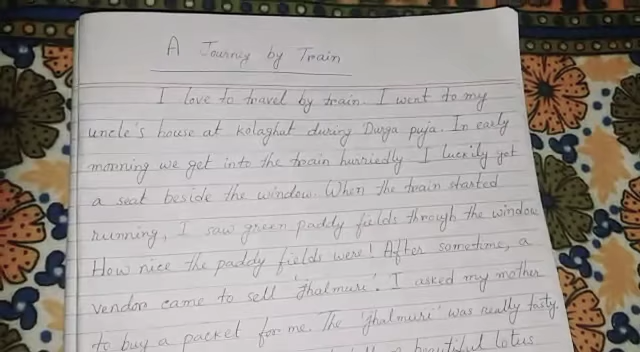 A Journey by Train
I love to travel by train. I went to my
uncle's house at Kolaghat during Durga puja. In early
morning we get into the train hurriedly. I luckily get
a seat beside the window. When the train started
running, I saw green paddy fields through the window.
How nice the paddy fields were! After sometime, a
vendor came to sell 'Jhalmuri'. I asked my mother
to buy a packet for me. The 'Jhalmuri' was really tasty.
beautiful lotus